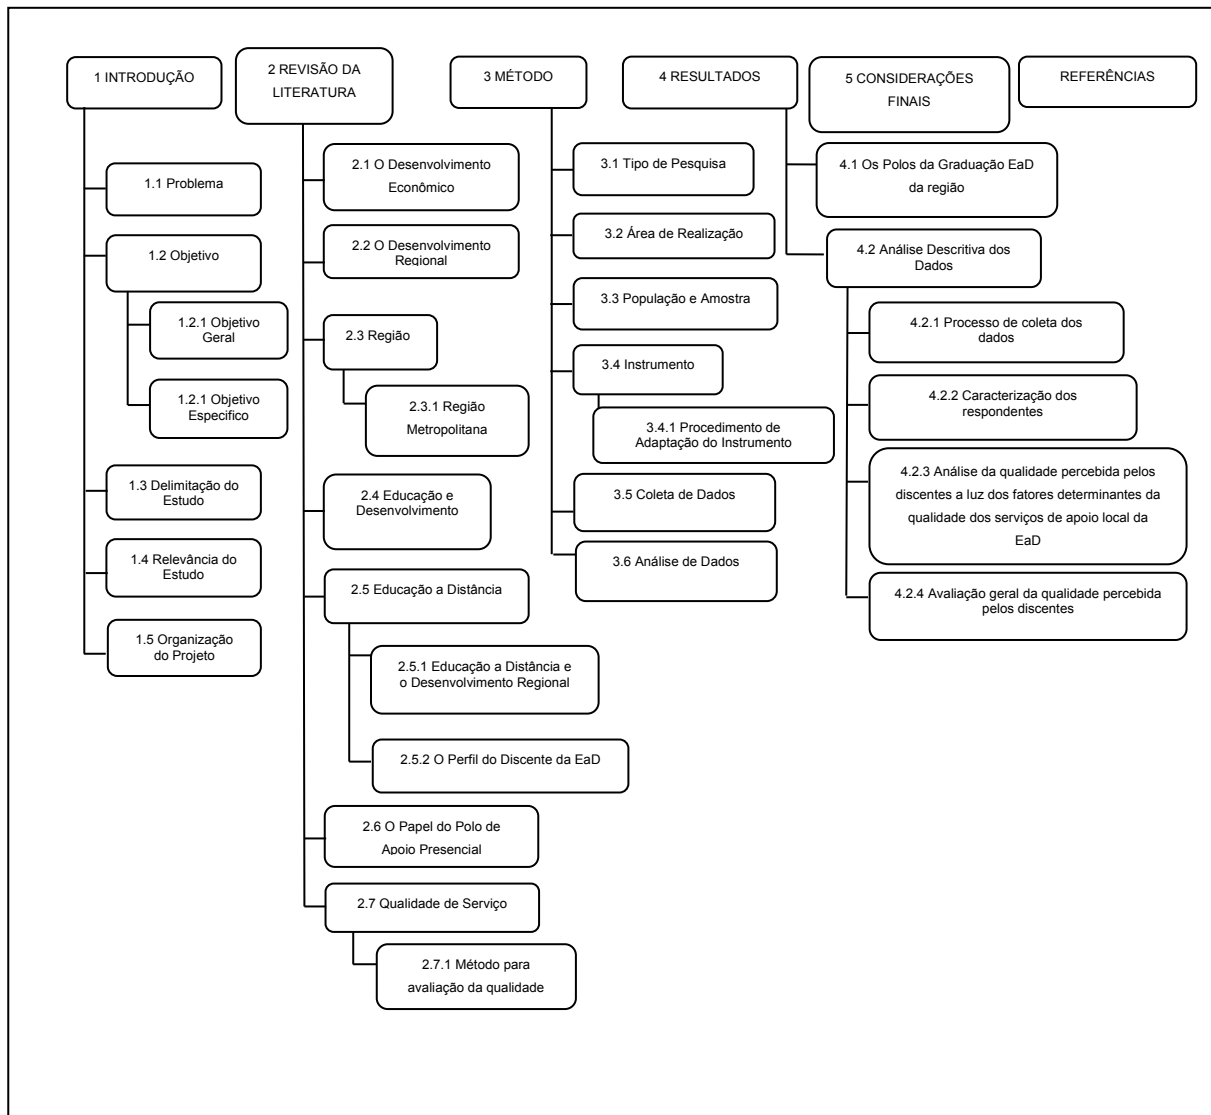 1 INTRODUÇÃO
1.1 Problema
1.2 Objetivo
1.2.1 Objetivo
Geral
1.2.1 Objetivo
Especifico
1.3 Delimitação do
Estudo
1.4 Relevância do
Estudo
1.5 Organização
do Projeto
2 REVISÃO DA
LITERATURA
2.1 O Desenvolvimento
Econômico
2.2 O Desenvolvimento
Regional
2.3 Região
2.3.1 Região
Metropolitana
2.4 Educação e
Desenvolvimento
2.5 Educação a Distância
2.5.1 Educação a Distância e
o Desenvolvimento Regional
2.5.2 O Perfil do Discente da EaD
2.6 O Papel do Polo de
Apoio Presencial
2.7 Qualidade de Serviço
2.7.1 Método para
avaliação da qualidade
3 MÉTODO
3.1 Tipo de Pesquisa
3.2 Área de Realização
3.3 População e Amostra
3.4 Instrumento
3.4.1 Procedimento de
Adaptação do Instrumento
3.5 Coleta de Dados
3.6 Análise de Dados
4 RESULTADOS
4.1 Os Polos da Graduação EaD
da região
4.2 Análise Descritiva dos
Dados
4.2.1 Processo de coleta dos
dados
4.2.2 Caracterização dos
respondentes
4.2.3 Análise da qualidade percebida pelos
discentes a luz dos fatores determinantes da
qualidade dos serviços de apoio local da
EaD
4.2.4 Avaliação geral da qualidade percebida
pelos discentes
5 CONSIDERAÇÕES
FINAIS
REFERÊNCIAS